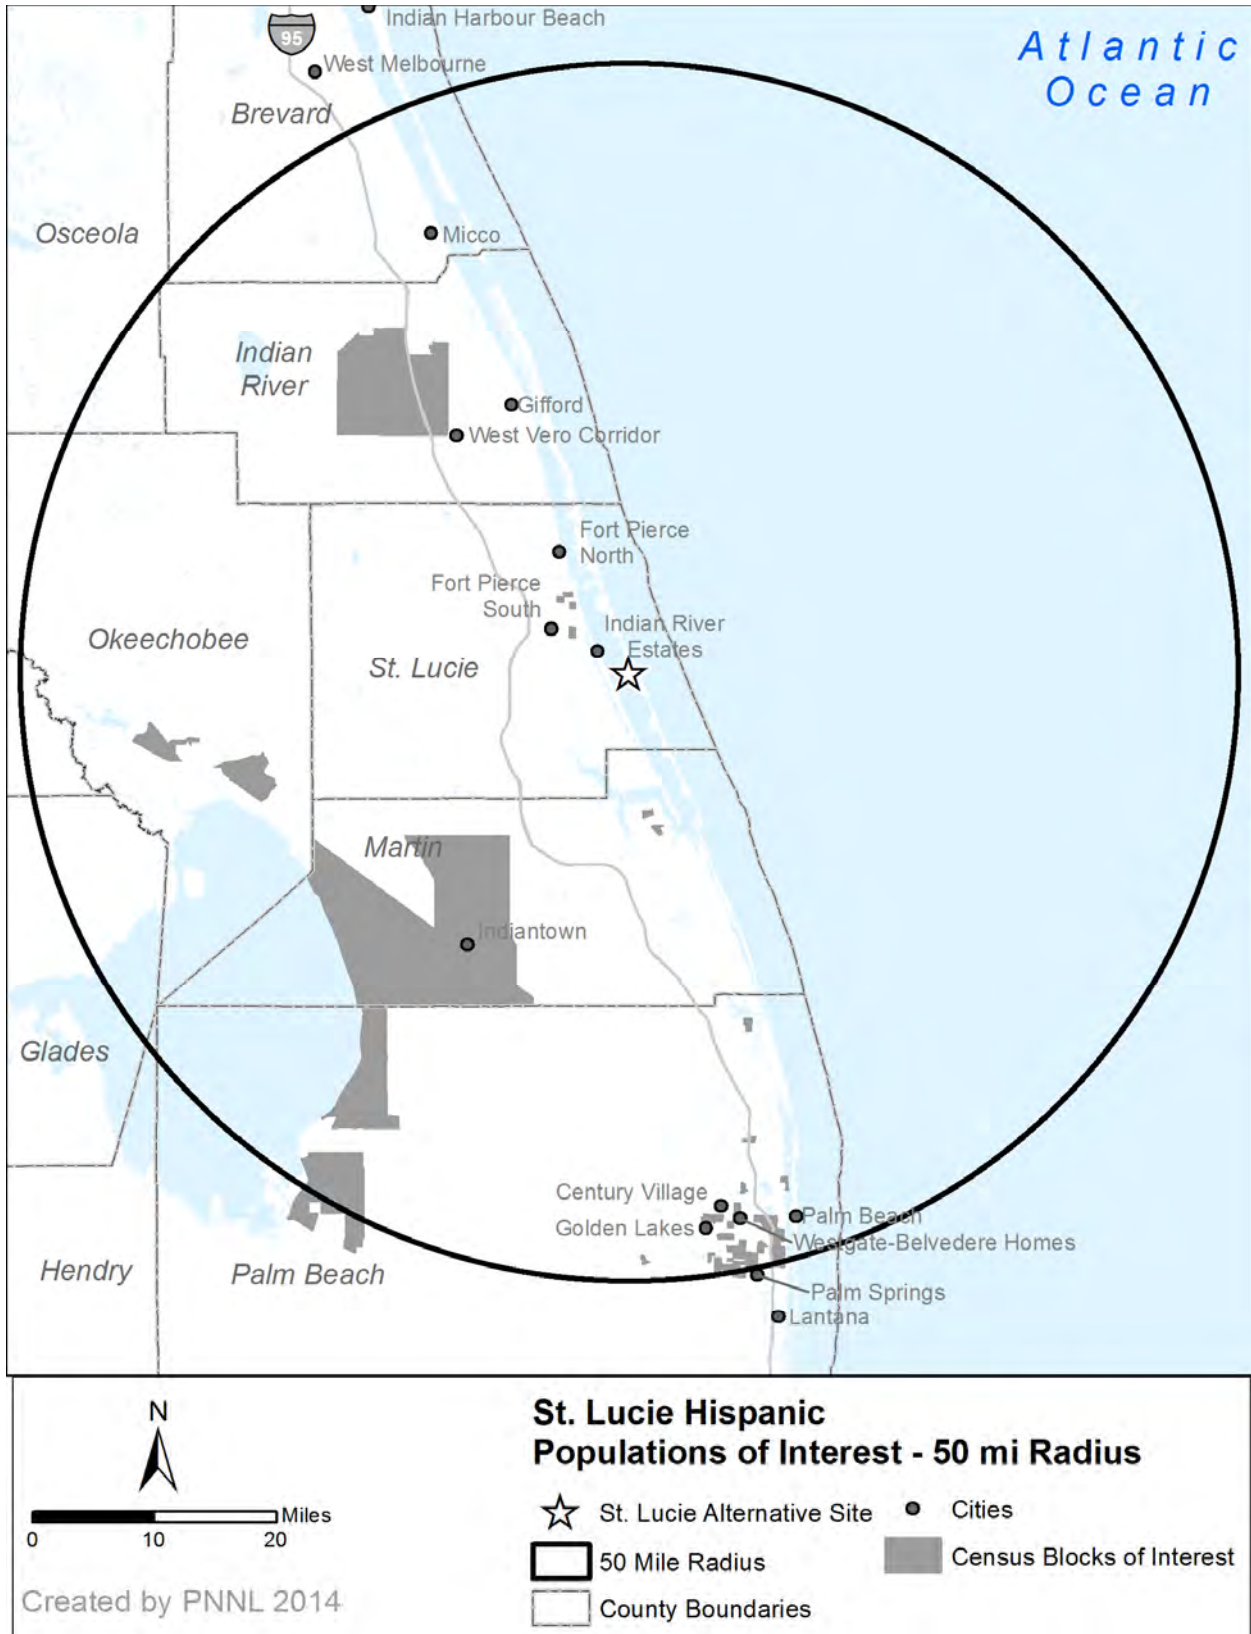 Indian Harbour Beach
95
Atlantic
Ocean
West Melbourne
Brevard
Osceola
Micco
Indian
River
Gifford
West Vero Corridor
Fort Pierce
North
Fort Pierce
South
Indian River
Estates
Okeechobee
St. Lucie
Martin
Indiantown
Glades
Century Village
Palm Beach
Golden Lakes
Westgate-Belvedere Homes
Hendry
Palm Beach
Palm Springs
Lantana
N
Miles
0
10
20
Created by PNNL 2014
St. Lucie Hispanic
Populations of Interest - 50 mi Radius
St. Lucie Alternative Site
Cities
50 Mile Radius
Census Blocks of Interest
County Boundaries